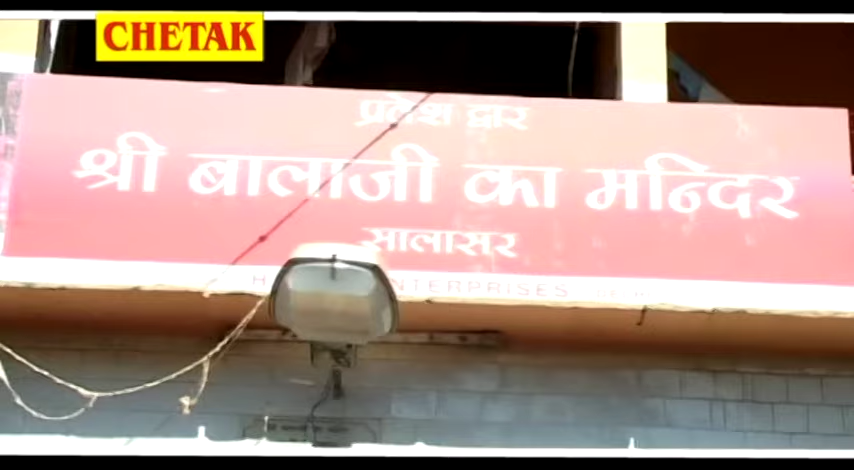 CHETAK
प्रवेश द्वार
श्री बालाजी का मन्दिर
सालासर
ENTERPRISES